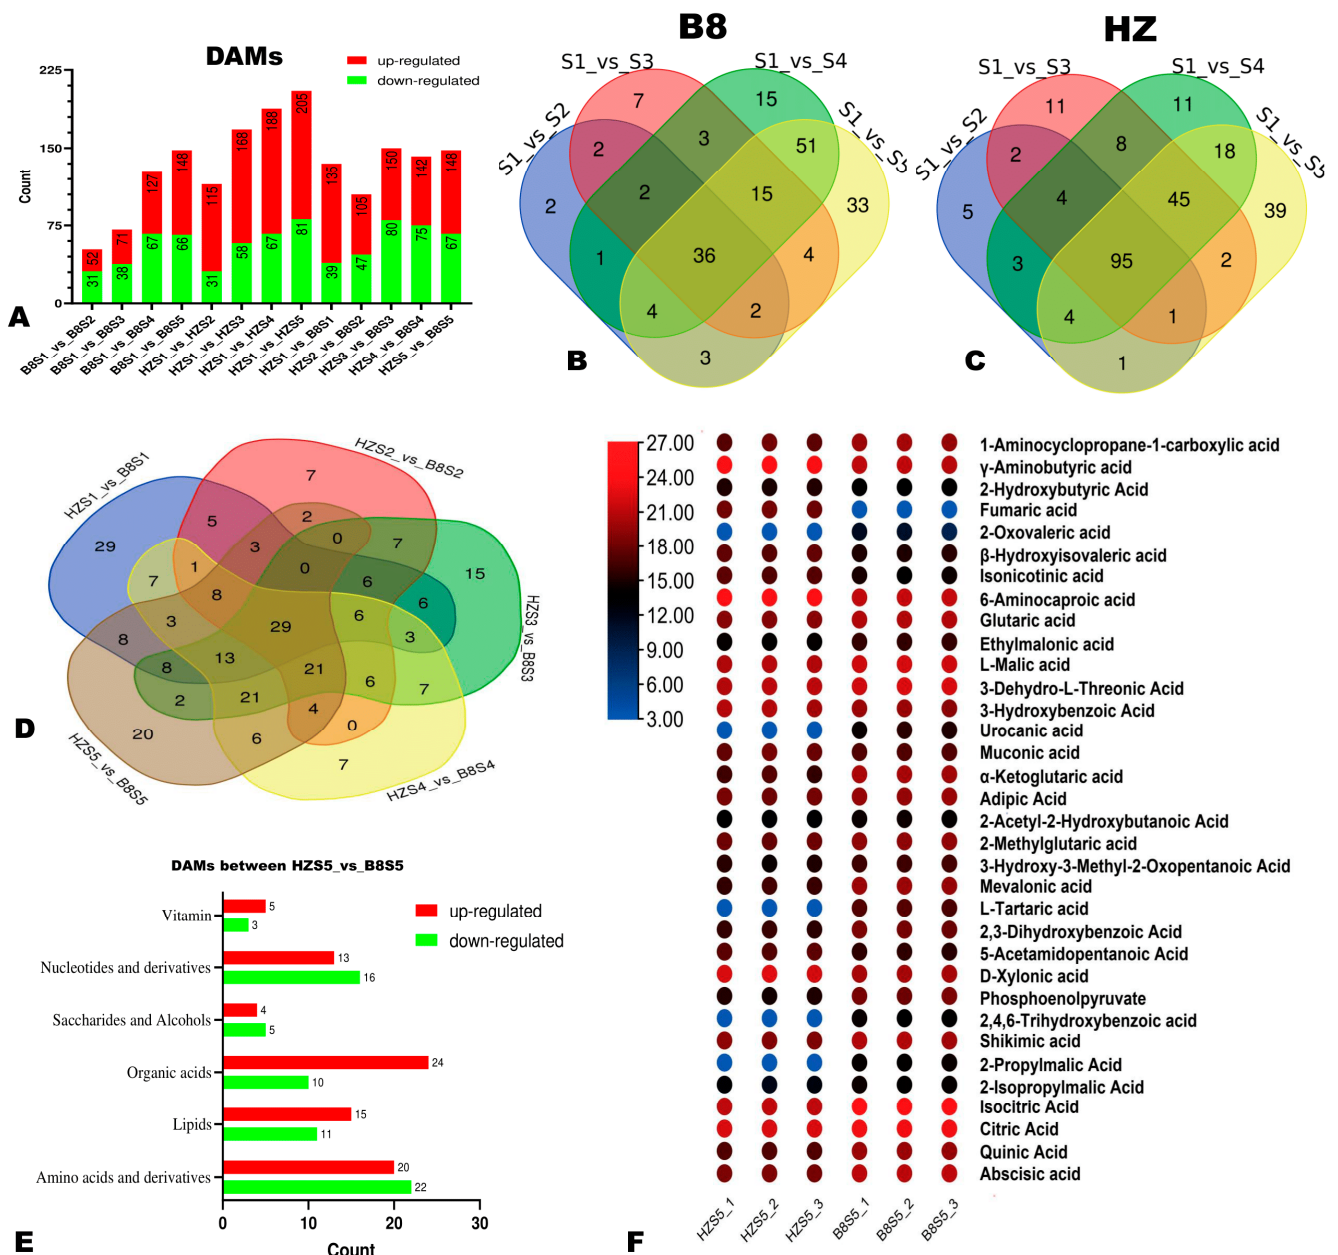 DAMs
up-regulated
down-regulated
Count
225
150
75
0
31 52
38 71
67 127
66 148
31 115
58 168
67 188
81 205
39 135
47 105
80 150
75 142
67 148
B8S1_vs_B8S2
B8S1_vs_B8S3
B8S1_vs_B8S4
B8S1_vs_B8S5
HZS1_vs_HZS2
HZS1_vs_HZS3
HZS1_vs_HZS4
HZS1_vs_HZS5
HZS1_vs_B8S1
HZS2_vs_B8S2
HZS3_vs_B8S3
HZS4_vs_B8S4
HZS5_vs_B8S5
A
B8
S1_vs_S2
S1_vs_S3
S1_vs_S4
S1_vs_S5
7 15
2 3 51
2 2 15 33
1 36 4
4 2
3
B
HZ
S1_vs_S2
S1_vs_S3
S1_vs_S4
S1_vs_S5
11 11
2 8 18
5 4 45 39
3 95 2
4 1
1
C
HZS1_vs_B8S1
HZS2_vs_B8S2
HZS3_vs_B8S3
HZS4_vs_B8S4
HZS5_vs_B8S5
7
5 2 0 7
29 3
7 1 0 6 15
8 6
3 29 6 3
8 8 13 21 6 7
2 21 4 0
20 6 7
D
DAMs between HZS5_vs_B8S5
up-regulated
down-regulated
Vitamin 5
3
Nucleotides and derivatives 13
16
Saccharides and Alcohols 4
5
Organic acids 24
10
Lipids 15
11
Amino acids and derivatives 20
22
0 10 20 30
Count
E
27.00
24.00
21.00
18.00
15.00
12.00
9.00
6.00
3.00
1-Aminocyclopropane-1-carboxylic acid
γ-Aminobutyric acid
2-Hydroxybutyric Acid
Fumaric acid
2-Oxovaleric acid
β-Hydroxyisovaleric acid
Isonicotinic acid
6-Aminocaproic acid
Glutaric acid
Ethylmalonic acid
L-Malic acid
3-Dehydro-L-Threonic Acid
3-Hydroxybenzoic Acid
Urocanic acid
Muconic acid
α-Ketoglutaric acid
Adipic Acid
2-Acetyl-2-Hydroxybutanoic Acid
2-Methylglutaric acid
3-Hydroxy-3-Methyl-2-Oxopentanoic Acid
Mevalonic acid
L-Tartaric acid
2,3-Dihydroxybenzoic Acid
5-Acetamidopentanoic Acid
D-Xylonic acid
Phosphoenolpyruvate
2,4,6-Trihydroxybenzoic acid
Shikimic acid
2-Propylmalic Acid
2-Isopropylmalic Acid
Isocitric Acid
Citric Acid
Quinic Acid
Abscisic acid
HZS5_1
HZS5_2
HZS5_3
B8S5_1
B8S5_2
B8S5_3
F